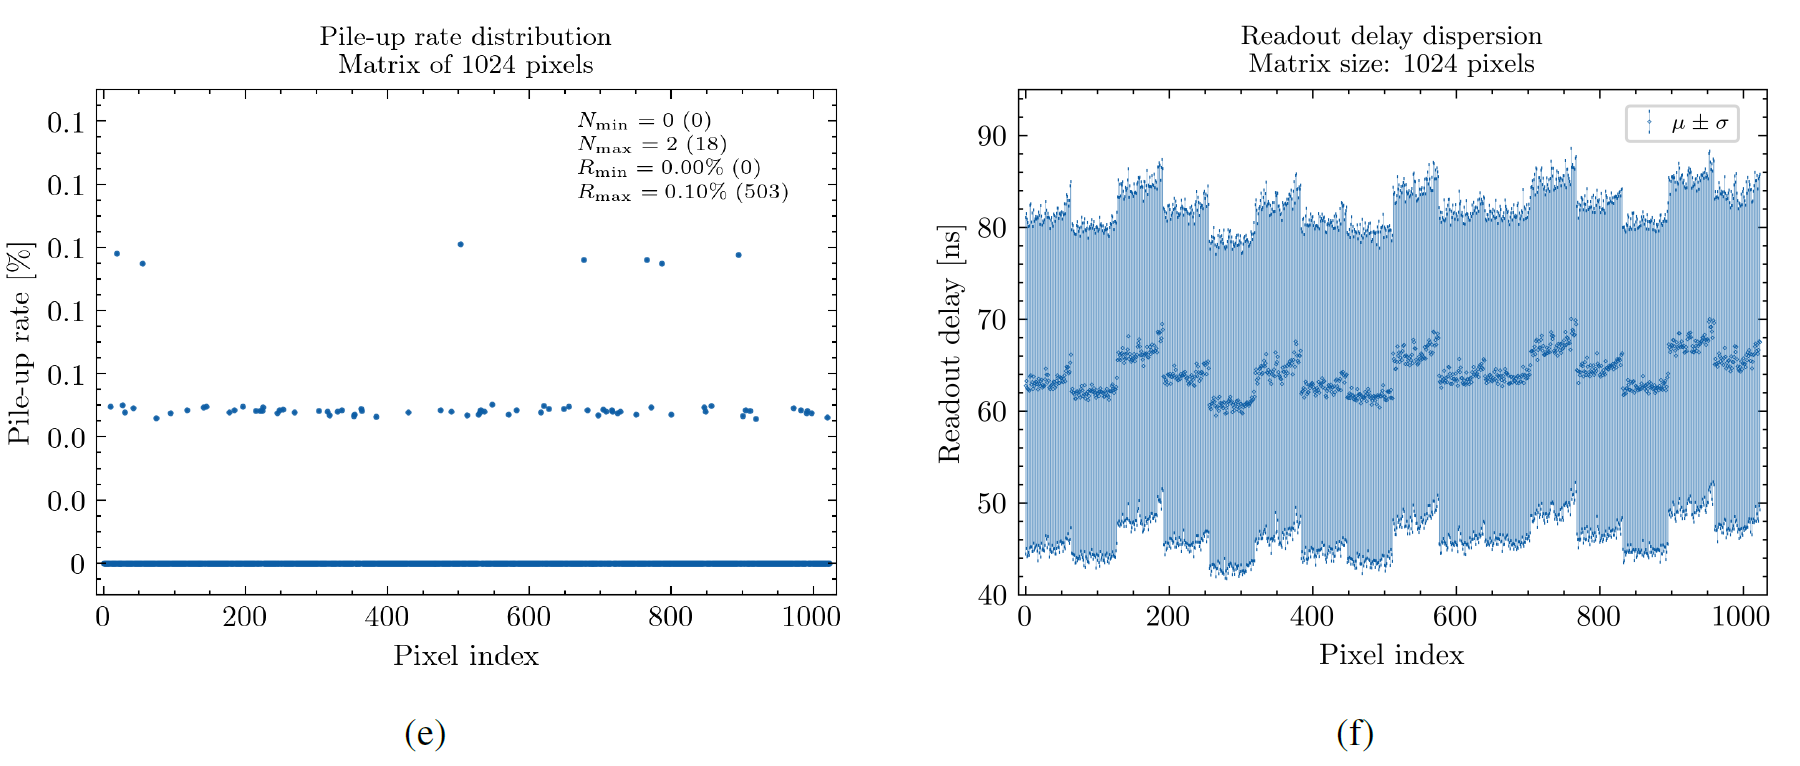 Pile-up rate distribution
Matrix of 1024 pixels
N_min = 0 (0)
N_max = 2 (18)
R_min = 0.00% (0)
R_max = 0.10% (503)
Pile-up rate [%]
0.1
0.1
0.1
0.1
0.1
0.0
0.0
0
0 200 400 600 800 1000
Pixel index
(e)
Readout delay dispersion
Matrix size: 1024 pixels
μ ± σ
Readout delay [ns]
90
80
70
60
50
40
0 200 400 600 800 1000
Pixel index
(f)